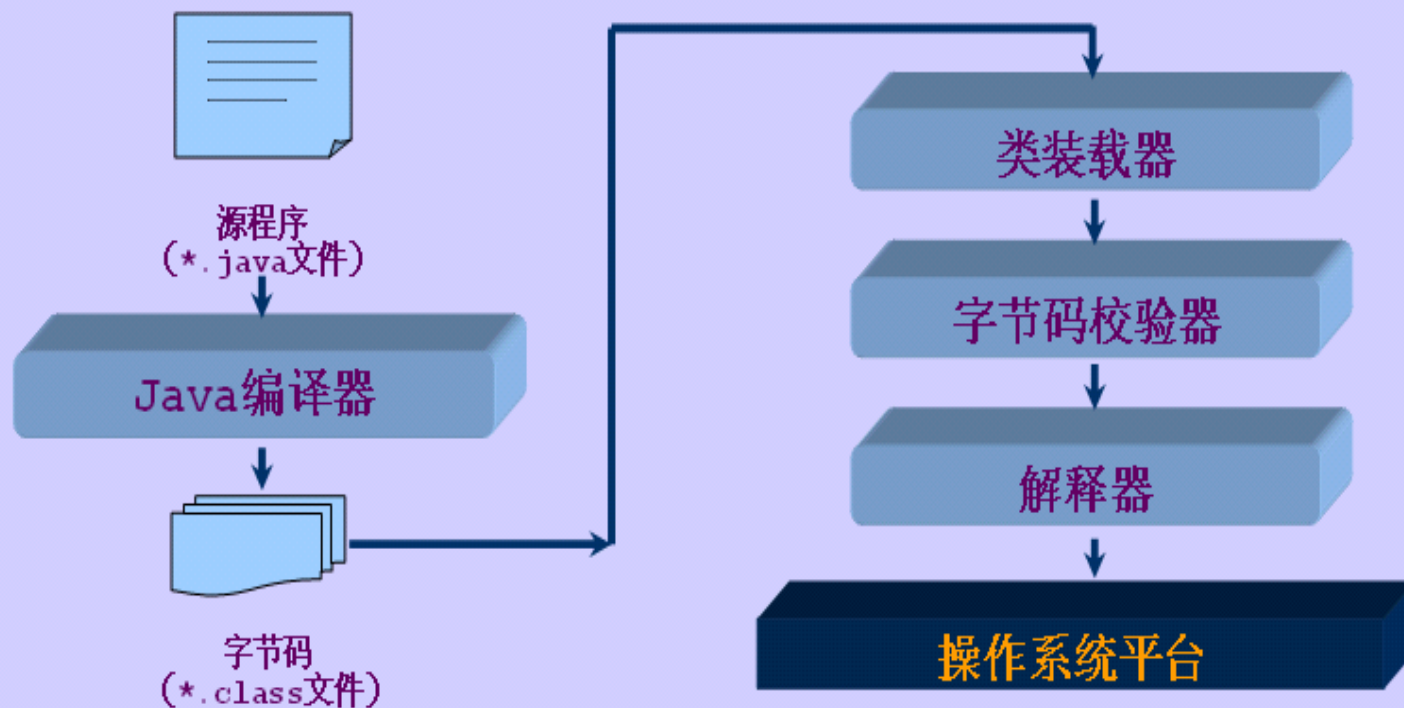 源程序
(*.java文件)
Java编译器
字节码
(*.class文件)
类装载器
字节码校验器
解释器
操作系统平台